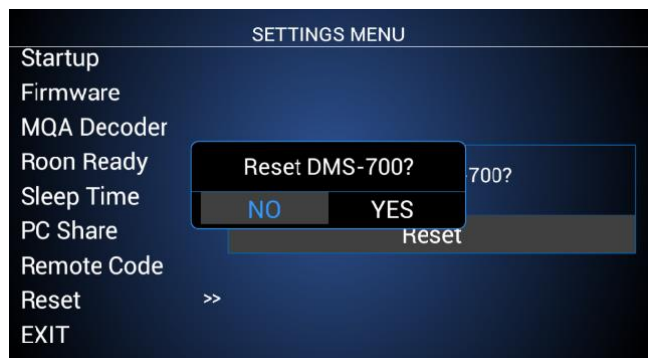 SETTINGS MENU
Startup
Firmware
MQA Decoder
Roon Ready
Sleep Time
PC Share
Remote Code
Reset >>
EXIT
Reset DMS-700?
NO YES
-700?
Reset